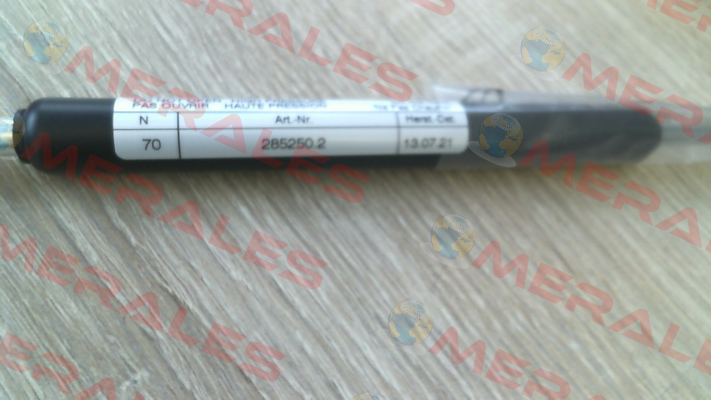 PAS OUVRIR HAUTE PRESSION
N Art.-Nr. Herst.-Dat.
70 285250.2 13.07.21
MERALES
MERALES
MERALES
MERALES
MERALES
MERALES
MERALES